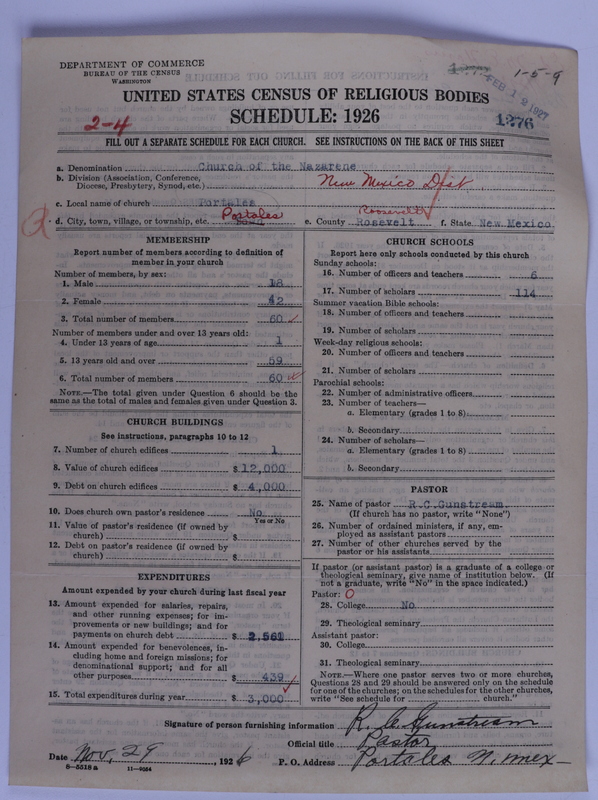 DEPARTMENT OF COMMERCE
BUREAU OF THE CENSUS
WASHINGTON
1-5-9
FEB 12 1927
UNITED STATES CENSUS OF RELIGIOUS BODIES
2-4
SCHEDULE: 1926
1276
FILL OUT A SEPARATE SCHEDULE FOR EACH CHURCH. SEE INSTRUCTIONS ON THE BACK OF THIS SHEET
a. Denomination Church of the Nazarene
b. Division (Association, Conference, Diocese, Presbytery, Synod, etc.) New Mexico Dist
c. Local name of church Portales
d. City, town, village, or township, etc. Portales e. County Roosevelt Rosevelt f. State New Mexico
MEMBERSHIP
Report number of members according to definition of
member in your church
Number of members, by sex:
1. Male 18
2. Female 42
3. Total number of members 60
Number of members under and over 13 years old:
4. Under 13 years of age 1
5. 13 years old and over 59
6. Total number of members 60
NOTE.—The total given under Question 6 should be
same as the total of males and females given under Question 3.
CHURCH BUILDINGS
See instructions, paragraphs 10 to 12
7. Number of church edifices 1
8. Value of church edifices $ 12,000
9. Debt on church edifices $ 4,000
10. Does church own pastor's residence No
Yes or No
11. Value of pastor's residence (if owned by
church) $
12. Debt on pastor's residence (if owned by
church) $
EXPENDITURES
Amount expended by your church during last fiscal year
13. Amount expended for salaries, repairs,
and other running expenses; for im-
provements or new buildings; and for
payments on church debt $ 2,561
14. Amount expended for benevolences, in-
cluding home and foreign missions; for
denominational support; and for all
other purposes $ 439
15. Total expenditures during year $ 3,000
CHURCH SCHOOLS
Report here only schools conducted by this church
Sunday schools:
16. Number of officers and teachers 6
17. Number of scholars 114
Summer vacation Bible schools:
18. Number of officers and teachers
19. Number of scholars
Week-day religious schools:
20. Number of officers and teachers
21. Number of scholars
Parochial schools:
22. Number of administrative officers
23. Number of teachers—
a. Elementary (grades 1 to 8)
b. Secondary
24. Number of scholars—
a. Elementary (grades 1 to 8)
b. Secondary
PASTOR
25. Name of pastor R.C.Gunstream
(If church has no pastor, write "None")
26. Number of ordained ministers, if any, em-
ployed as assistant pastors
27. Number of other churches served by the
pastor or his assistants
If pastor (or assistant pastor) is a graduate of a college or
theological seminary, give name of institution below. (If
not a graduate, write "No" in the space indicated.)
Pastor: O
28. College No
29. Theological seminary
Assistant pastor:
30. College
31. Theological seminary
NOTE.—Where one pastor serves two or more churches,
Questions 28 and 29 should be answered only on the schedule
for one of the churches; on the schedules for the other churches,
write "See schedule for church."
Signature of person furnishing information R. C. Gunstream
Official title Pastor
Date Nov, 29, 1926 P. O. Address Portales N. Mex
8-5518a 11-9064